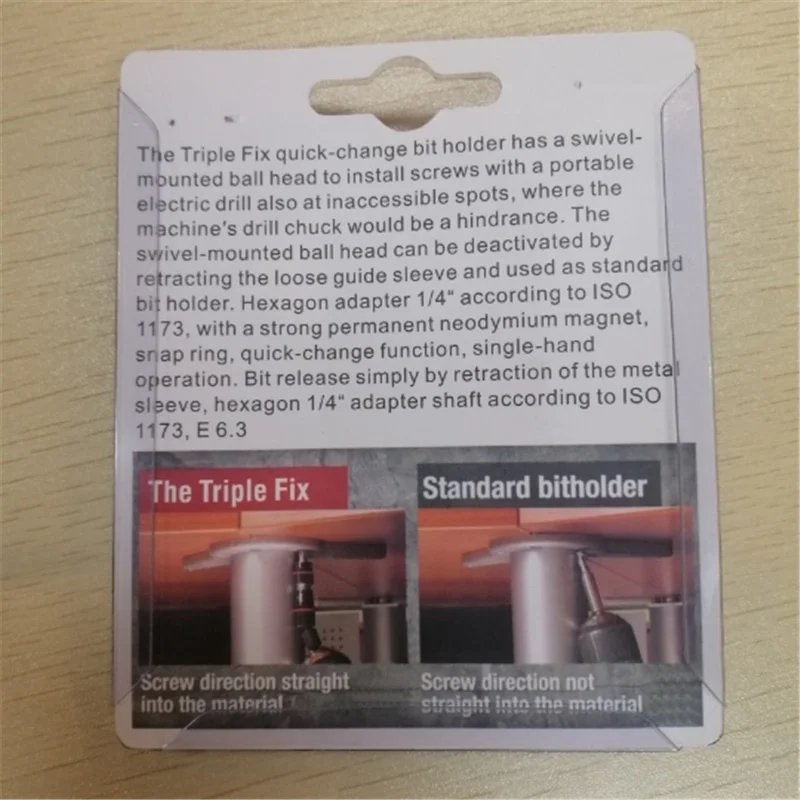 The Triple Fix quick-change bit holder has a swivel-
mounted ball head to install screws with a portable
electric drill also at inaccessible spots, where the
machine's drill chuck would be a hindrance. The
swivel-mounted ball head can be deactivated by
retracting the loose guide sleeve and used as standard
bit holder. Hexagon adapter 1/4“ according to ISO
1173, with a strong permanent neodymium magnet,
snap ring, quick-change function, single-hand
operation. Bit release simply by retraction of the metal
sleeve, hexagon 1/4“ adapter shaft according to ISO
1173, E 6.3
The Triple Fix
Screw direction straight
into the material
Standard bitholder
Screw direction not
straight into the material